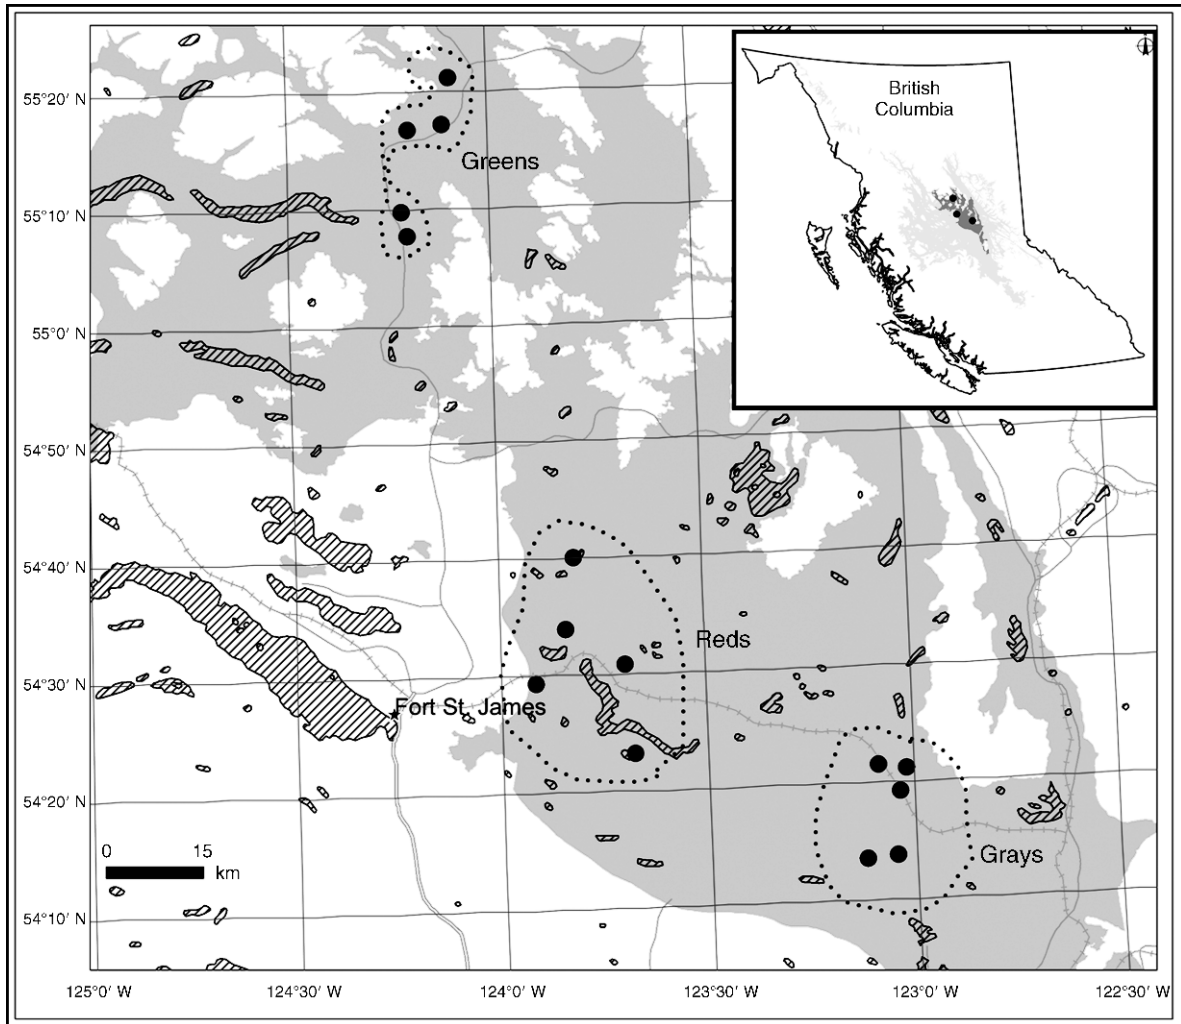 British
Columbia
55°20' N
Greens
55°10' N
55°0' N
54°50' N
54°40' N
Reds
54°30' N
Fort St. James
54°20' N
0 15
km
Grays
54°10' N
125°0' W 124°30' W 124°0' W 123°30' W 123°0' W 122°30' W